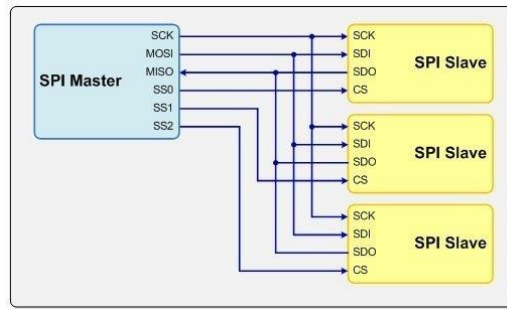 SPI Master
SCK
MOSI
MISO
SS0
SS1
SS2
SCK
SDI
SDO
CS
SPI Slave
SCK
SDI
SDO
CS
SPI Slave
SCK
SDI
SDO
CS
SPI Slave